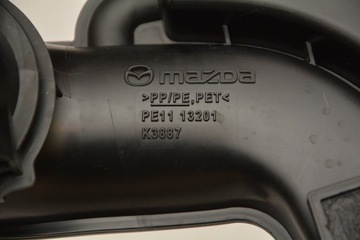 mazda
>PP/PE,PET<
PE11 13201
K3887